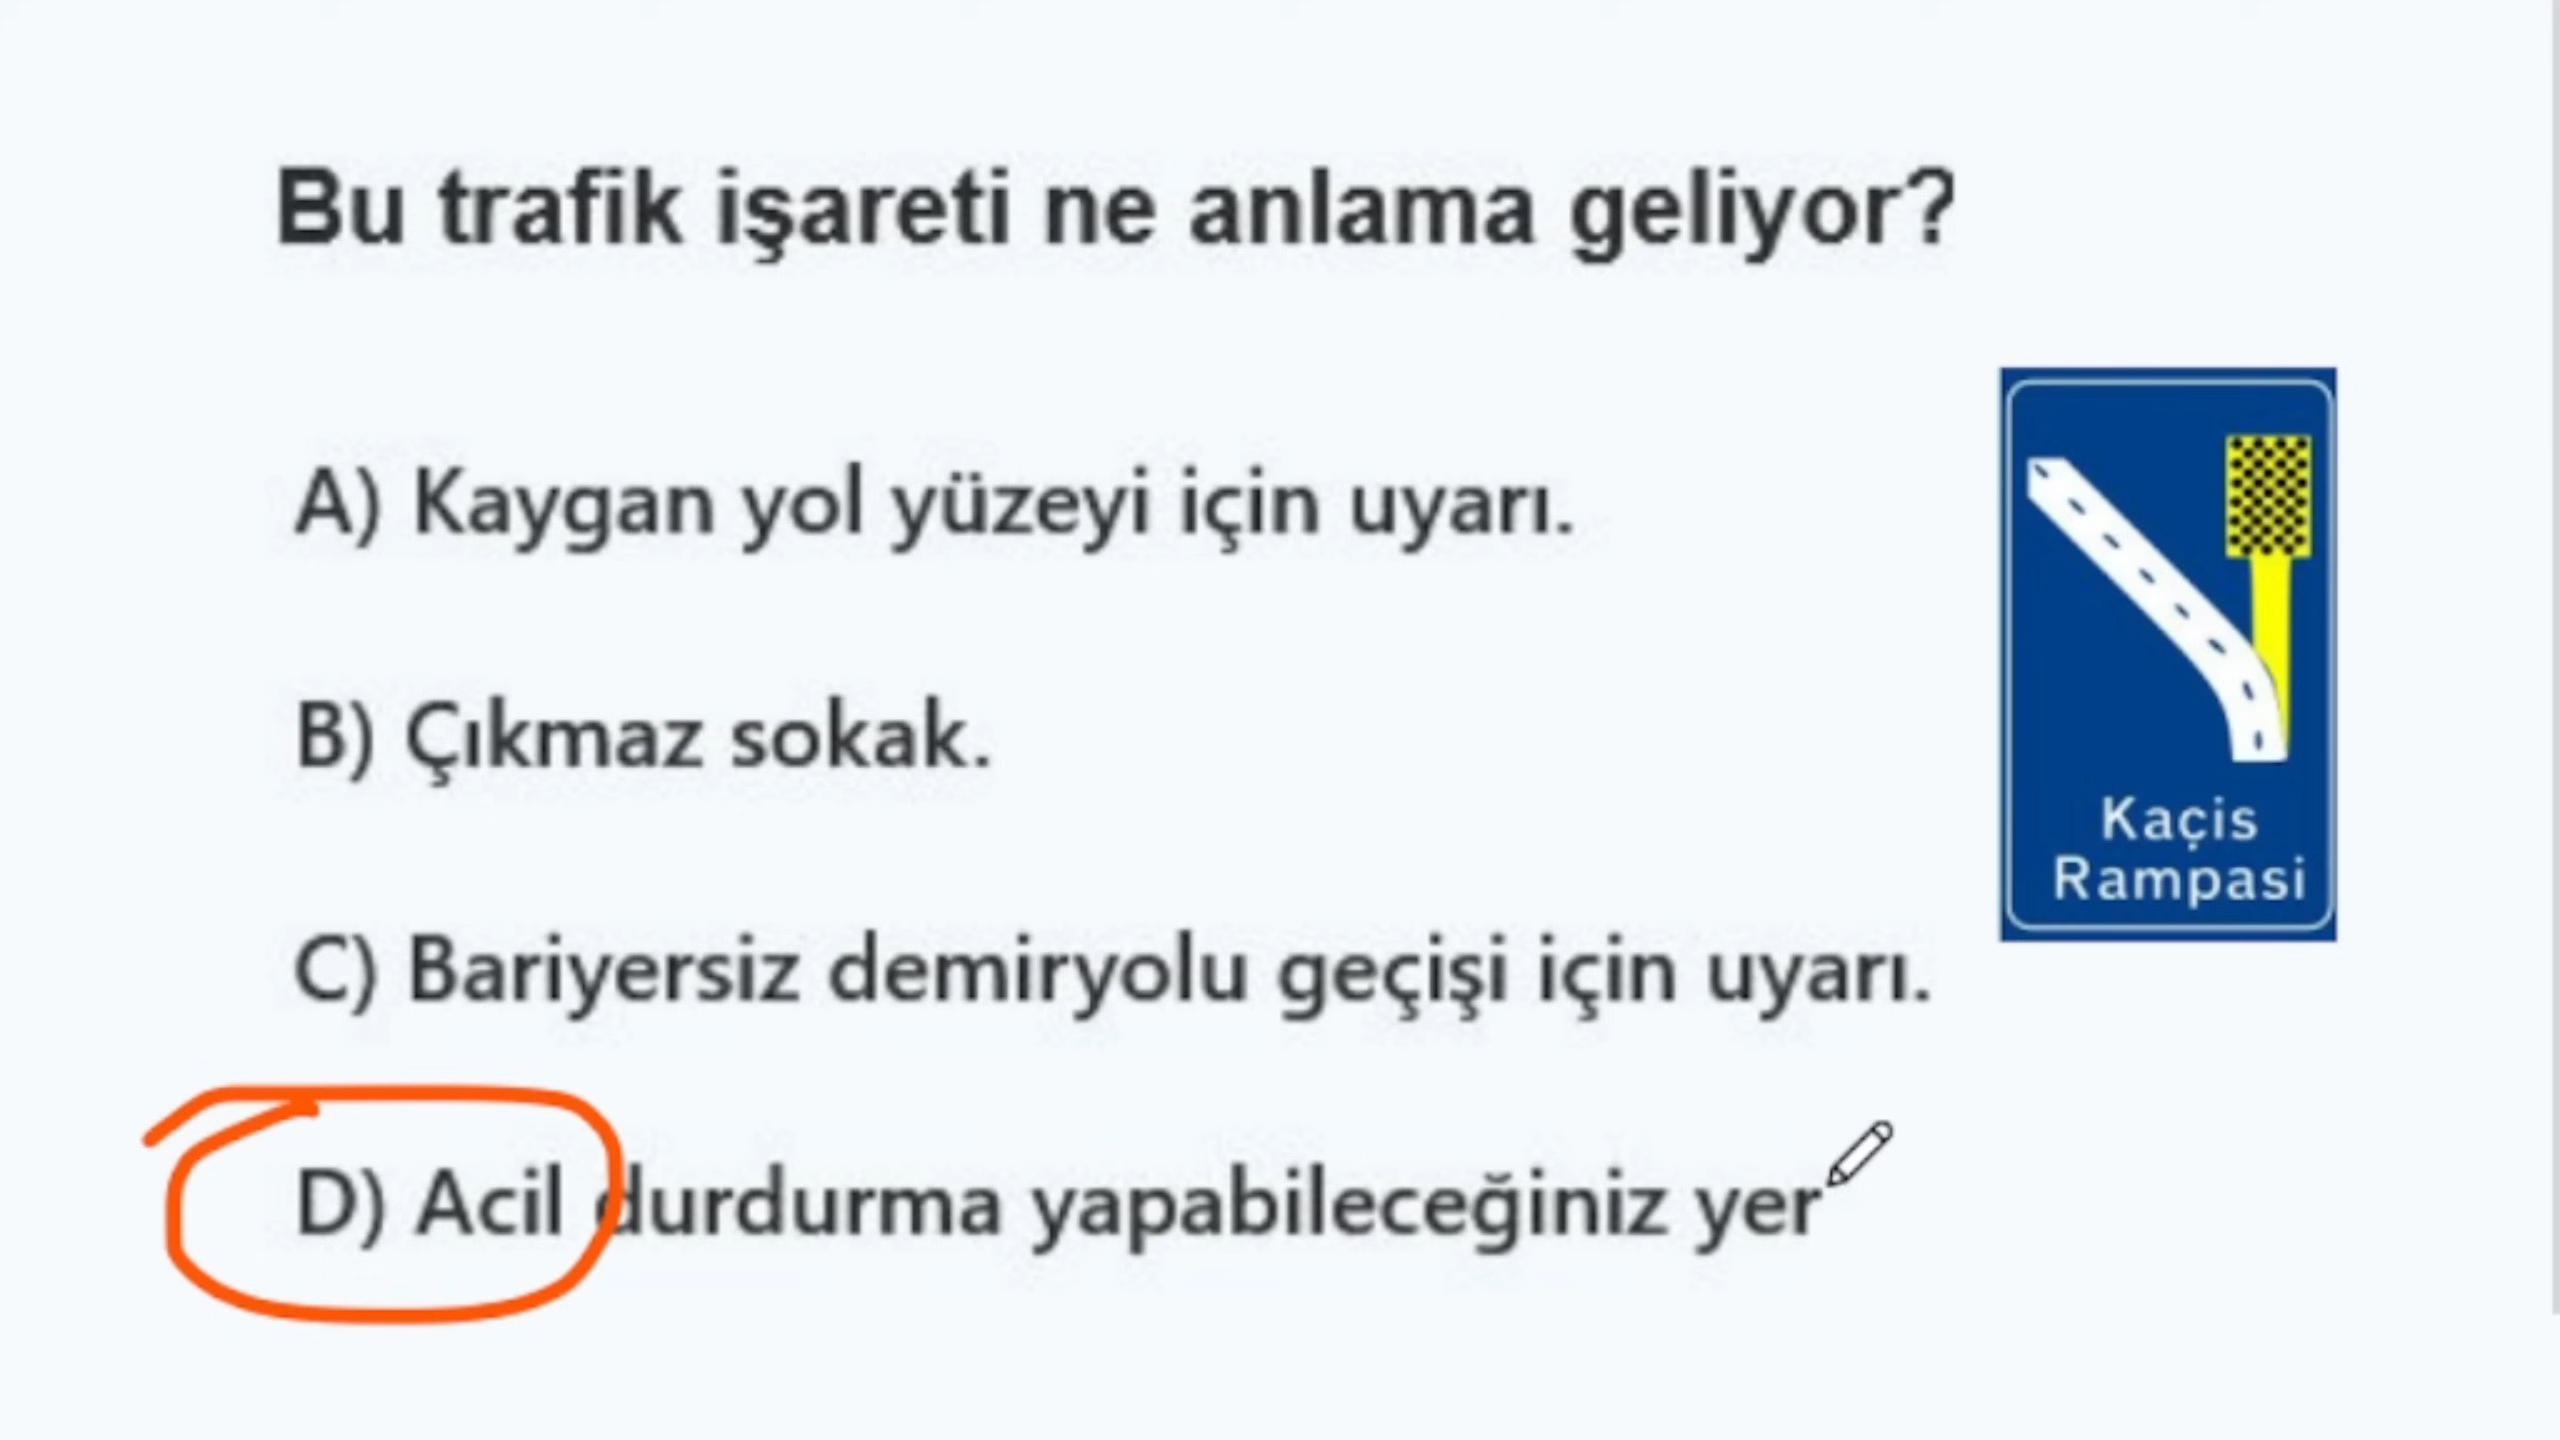 Bu trafik işareti ne anlama geliyor?
A) Kaygan yol yüzeyi için uyarı.
B) Çıkmaz sokak.
Kaçis
Rampasi
C) Bariyersiz demiryolu geçişi için uyarı.
D) Acil durdurma yapabileceğiniz yer